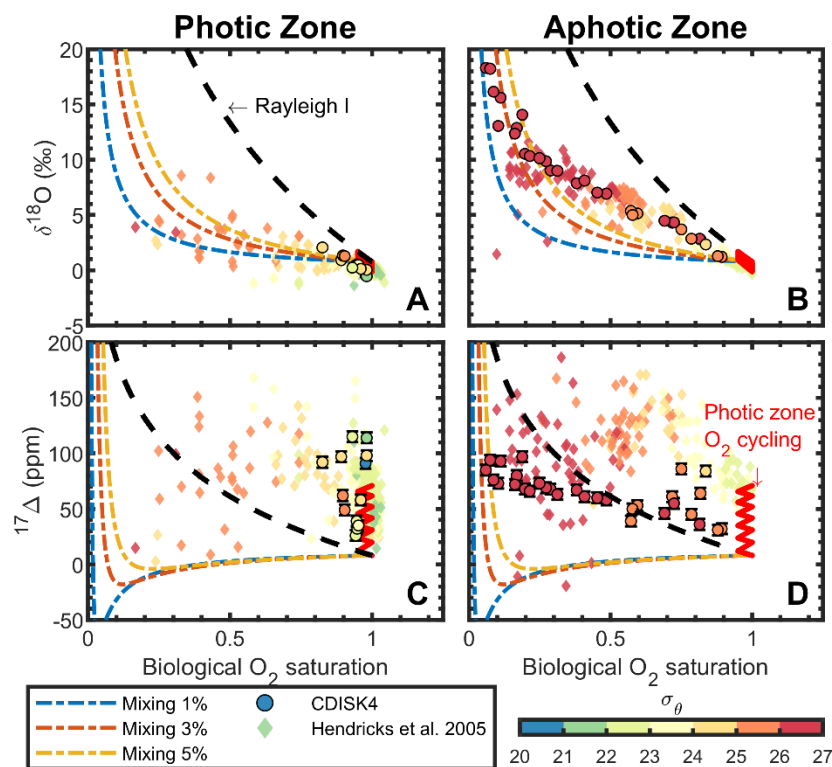 Photic Zone
Aphotic Zone
20
15
10
5
0
-5
δ¹⁸O (‰)
← Rayleigh I
A
B
200
150
100
50
0
-50
¹⁷Δ (ppm)
Photic zone
O₂ cycling
↓
C
D
0 0.5 1
0 0.5 1
Biological O₂ saturation
Biological O₂ saturation
Mixing 1%
Mixing 3%
Mixing 5%
CDISK4
Hendricks et al. 2005
σ_θ
20 21 22 23 24 25 26 27